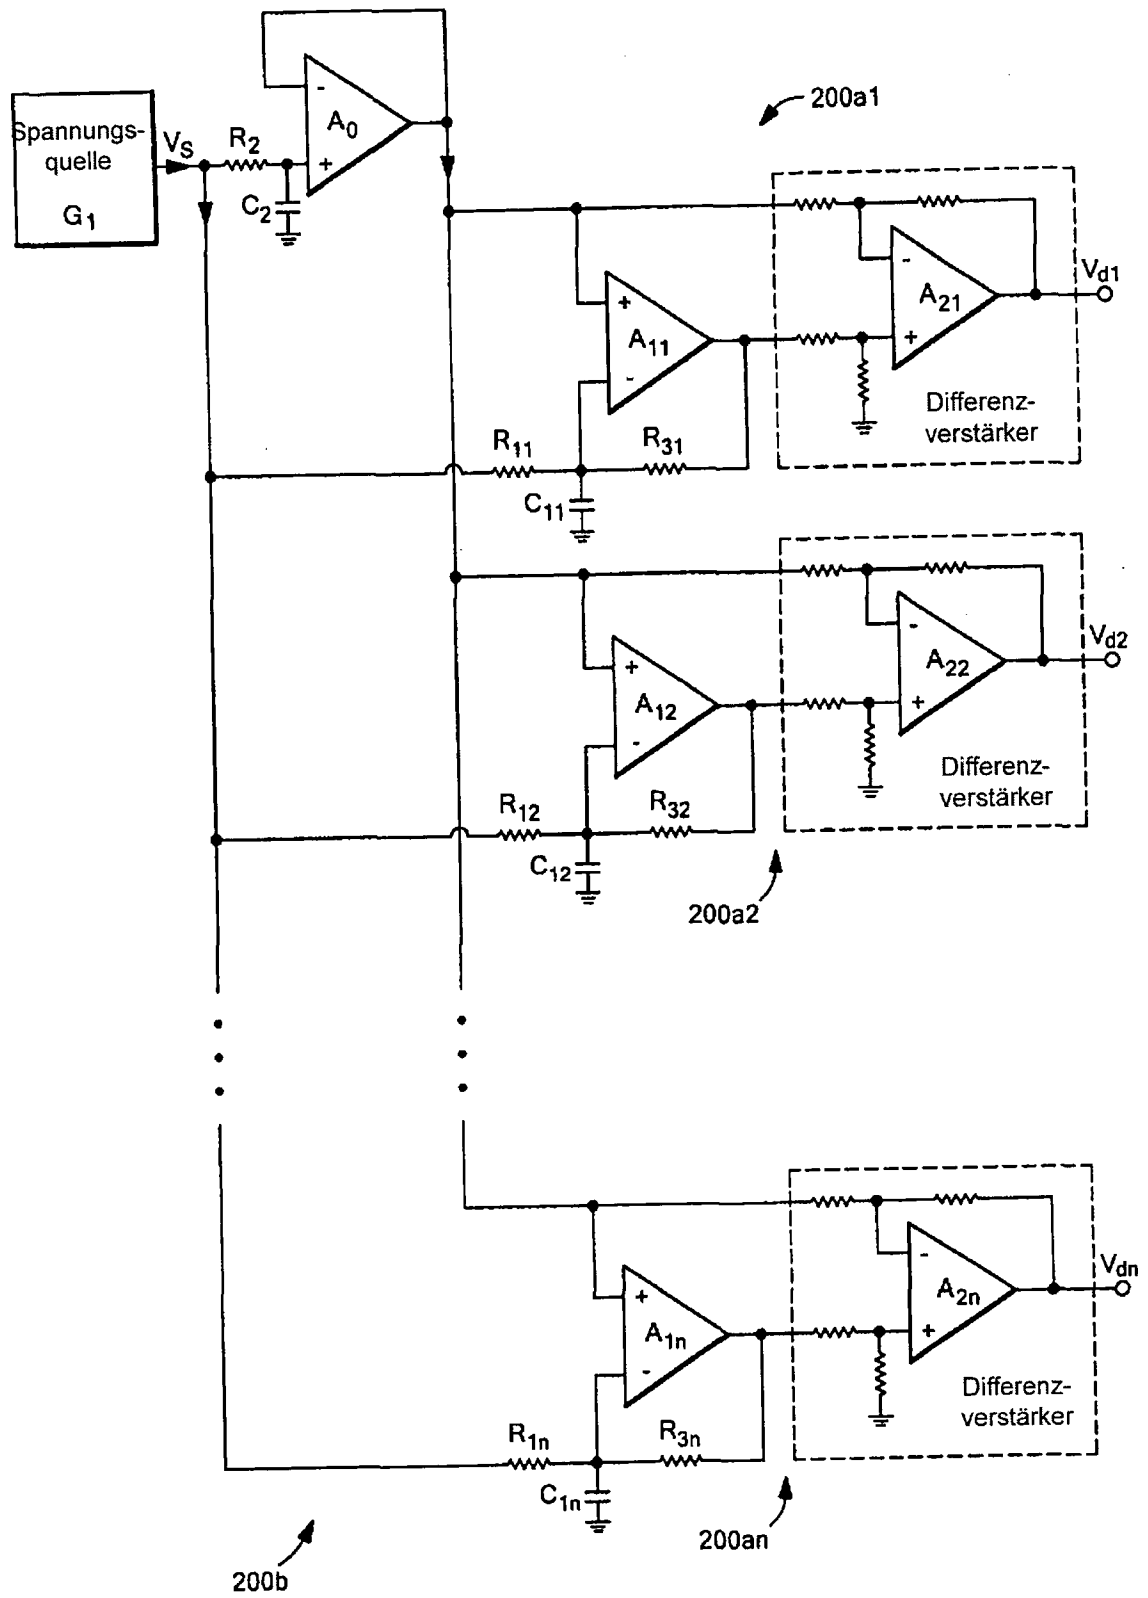 Spannungs-
quelle
G1
VS
R2
C2
-
A0
+
200a1
+
A11
-
R11
R31
C11
-
A21
+
Vd1
Differenz-
verstärker
+
A12
-
R12
R32
C12
-
A22
+
Vd2
Differenz-
verstärker
200a2
+
A1n
-
R1n
R3n
C1n
-
A2n
+
Vdn
Differenz-
verstärker
200an
200b